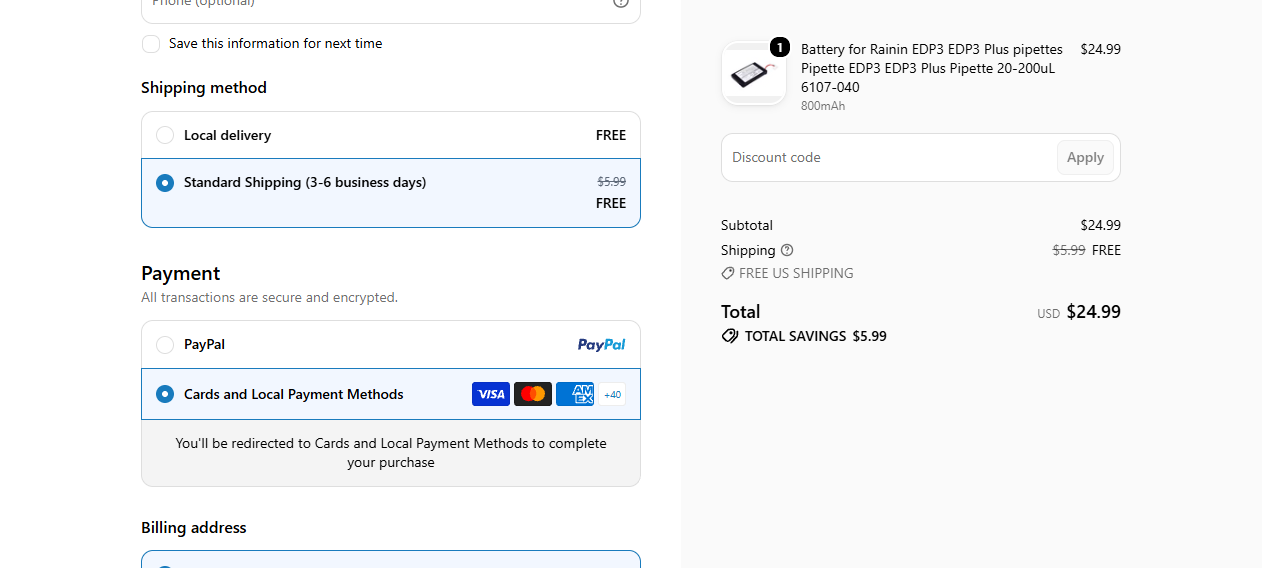 Phone (optional)
Save this information for next time
Shipping method
Local delivery
FREE
Standard Shipping (3-6 business days)
$5.99
FREE
Payment
All transactions are secure and encrypted.
PayPal
PayPal
Cards and Local Payment Methods
VISA
AM
EX
+40
You'll be redirected to Cards and Local Payment Methods to complete
your purchase
Billing address
1
Battery for Rainin EDP3 EDP3 Plus pipettes
$24.99
Pipette EDP3 EDP3 Plus Pipette 20-200uL
6107-040
800mAh
Discount code
Apply
Subtotal
$24.99
Shipping
$5.99 FREE
FREE US SHIPPING
Total
USD $24.99
TOTAL SAVINGS $5.99